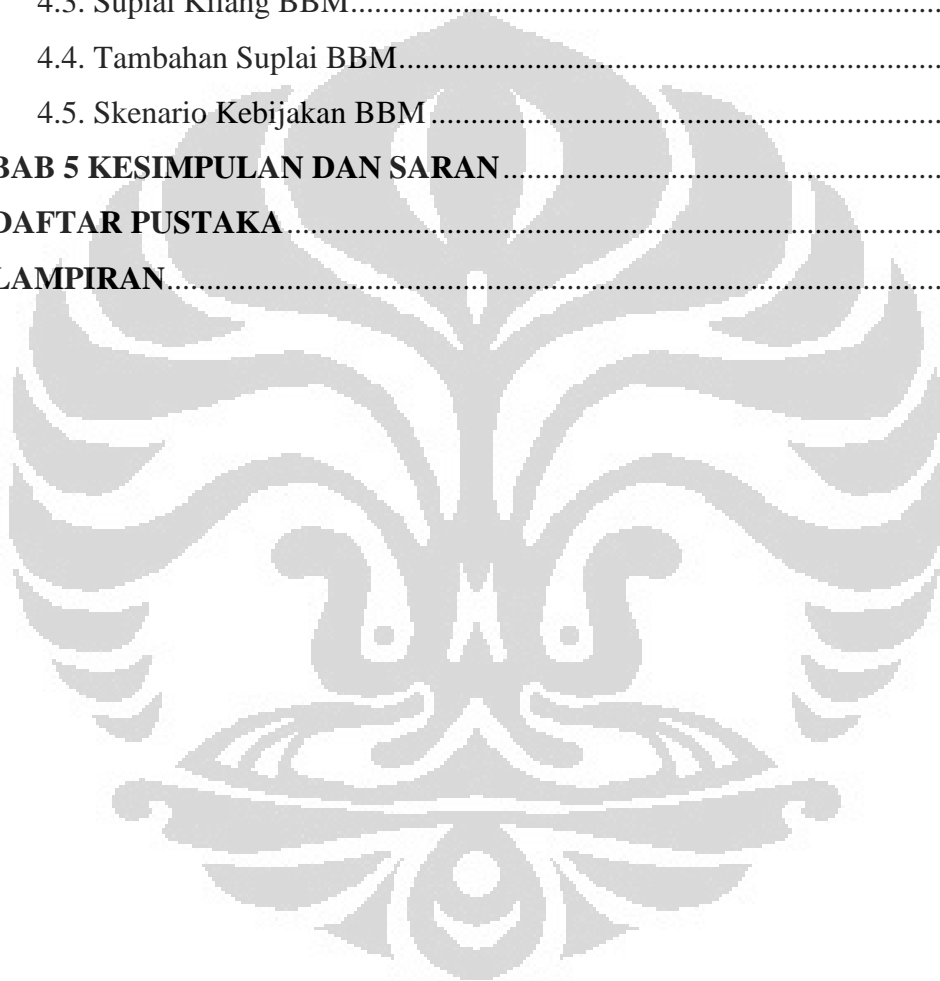 4.3. Suplai Kilang BBM..............................................................................
4.4. Tambahan Suplai BBM.......................................................................
4.5. Skenario Kebijakan BBM...................................................................
BAB 5 KESIMPULAN DAN SARAN..........................................................
DAFTAR PUSTAKA.....................................................................................
LAMPIRAN....................................................................................................